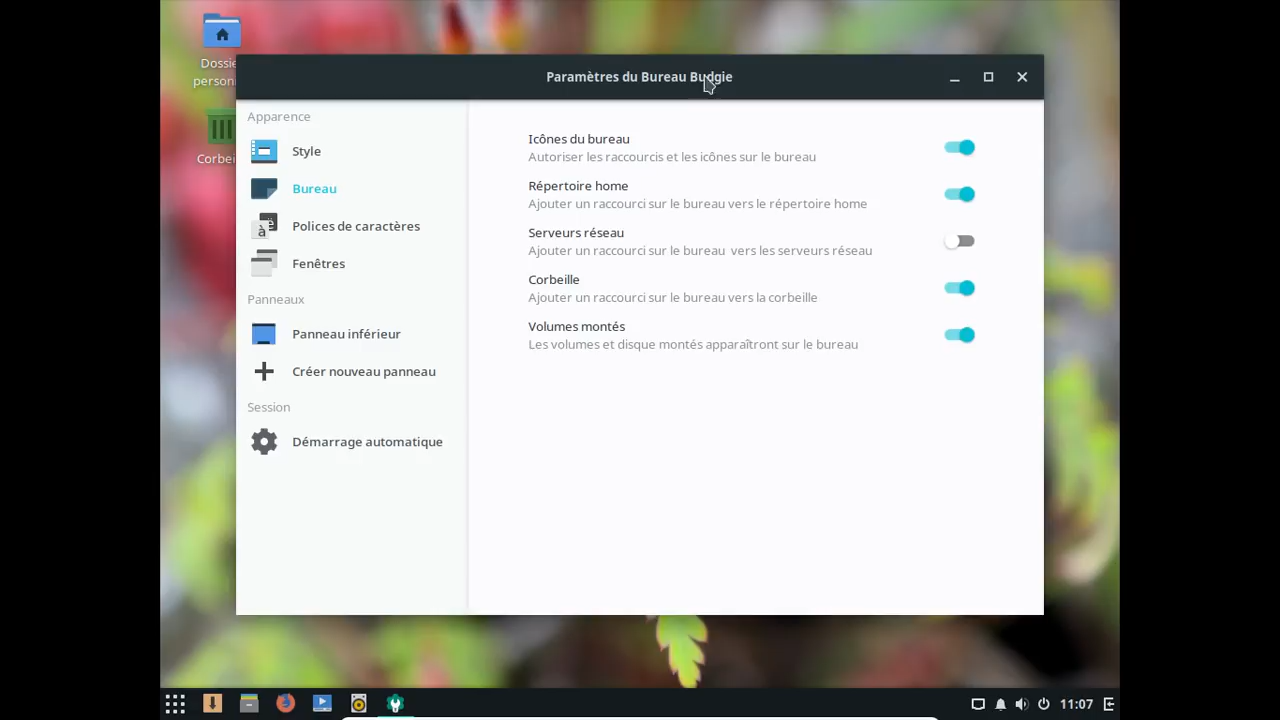 Dossie
personn
Corbei
Paramètres du Bureau Budgie
Apparence
Style
Bureau
Polices de caractères
Fenêtres
Panneaux
Panneau inférieur
Créer nouveau panneau
Session
Démarrage automatique
Icônes du bureau
Autoriser les raccourcis et les icônes sur le bureau
Répertoire home
Ajouter un raccourci sur le bureau vers le répertoire home
Serveurs réseau
Ajouter un raccourci sur le bureau  vers les serveurs réseau
Corbeille
Ajouter un raccourci sur le bureau vers la corbeille
Volumes montés
Les volumes et disque montés apparaîtront sur le bureau
11:07